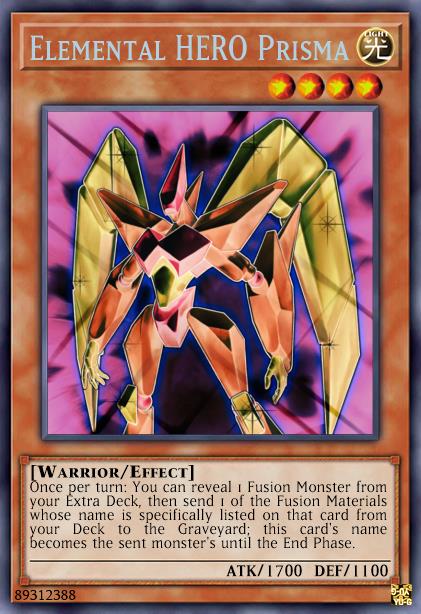 Elemental HERO Prisma
LIGHT
光
[Warrior/Effect]
Once per turn: You can reveal 1 Fusion Monster from
your Extra Deck, then send 1 of the Fusion Materials
whose name is specifically listed on that card from
your Deck to the Graveyard; this card's name
becomes the sent monster's until the End Phase.
ATK/1700 DEF/1100
89312388